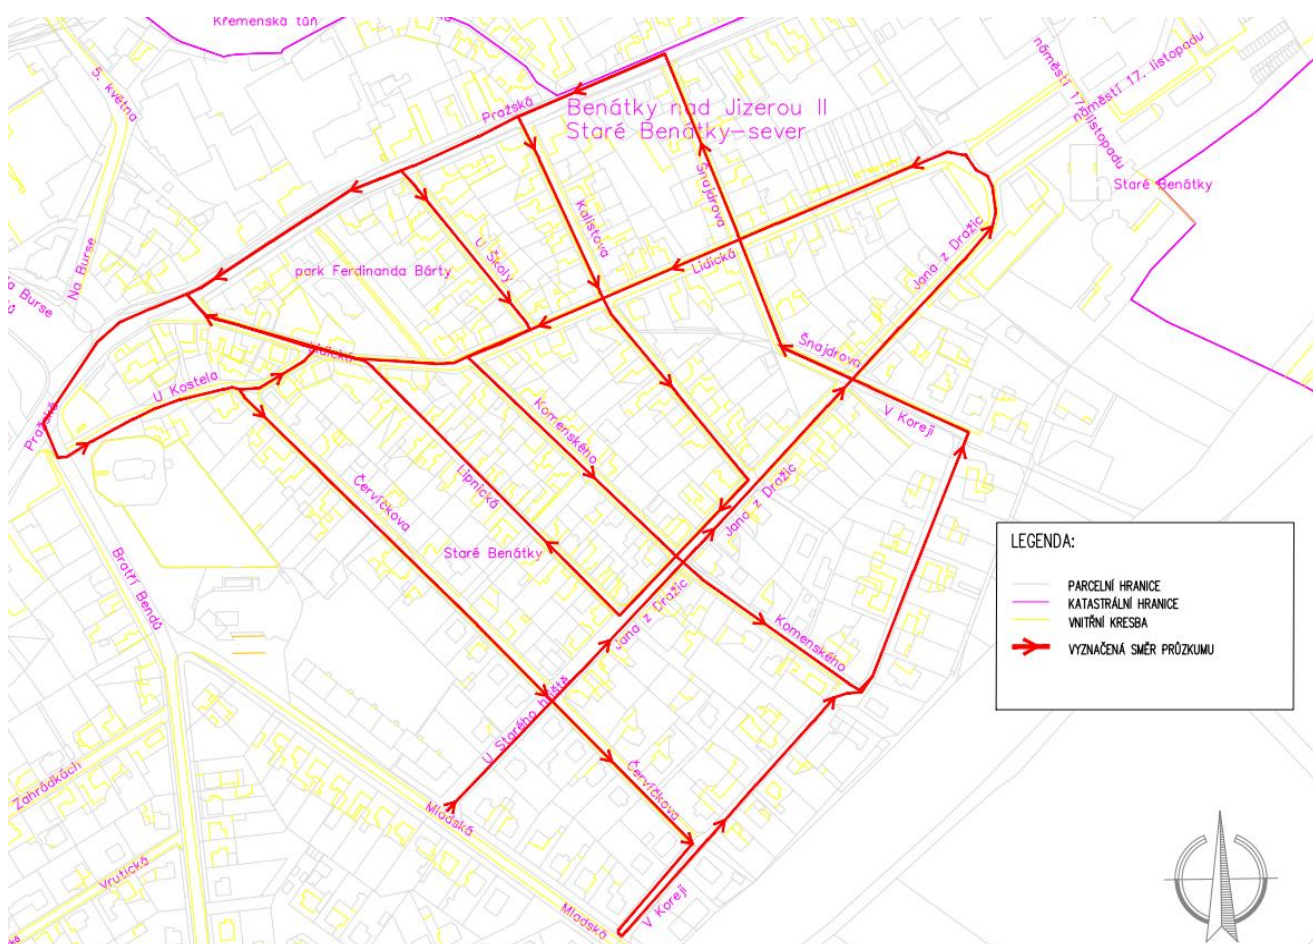 Křemenská tůň
5. května
Pražská
Benátky nad Jizerou II
Staré Benátky-sever
náměstí 17. listopadu
náměstí 17. listopadu
Staré Benátky
Kalistova
Šnajdrova
U Školy
Lidická
Jana z Dražic
Na Burse
park Ferdinanda Bárty
Burse
Lidická
U Kostela
Šnajdrova
V Koreji
Pražská
Komenského
Červíčkova
Lipnická
Jana z Dražic
Staré Benátky
Bratří Bendů
Jana z Dražic
Komenského
U Starého hřiště
Zahrádkách
Mladská
Červíčkova
Vrutická
V Koreji
Mladská
LEGENDA:
PARCELNÍ HRANICE
KATASTRÁLNÍ HRANICE
VNITŘNÍ KRESBA
VYZNAČENÁ SMĚR PRŮZKUMU